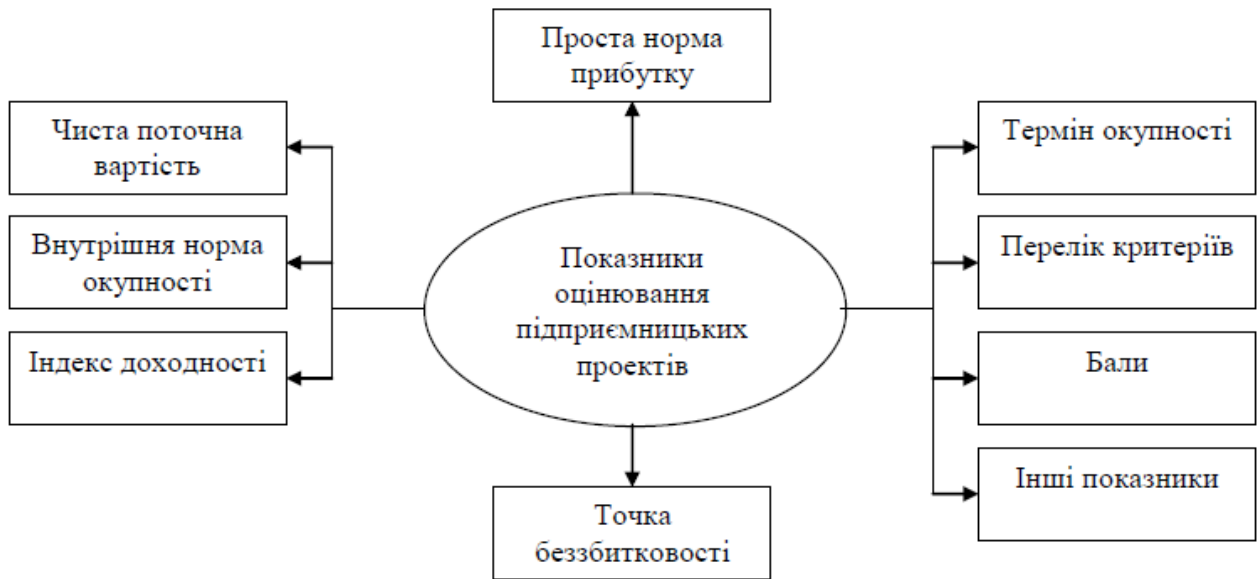 Проста норма
прибутку
Чиста поточна
вартість
Внутрішня норма
окупності
Індекс доходності
Показники
оцінювання
підприємницьких
проектів
Термін окупності
Перелік критеріїв
Бали
Інші показники
Точка
беззбитковості